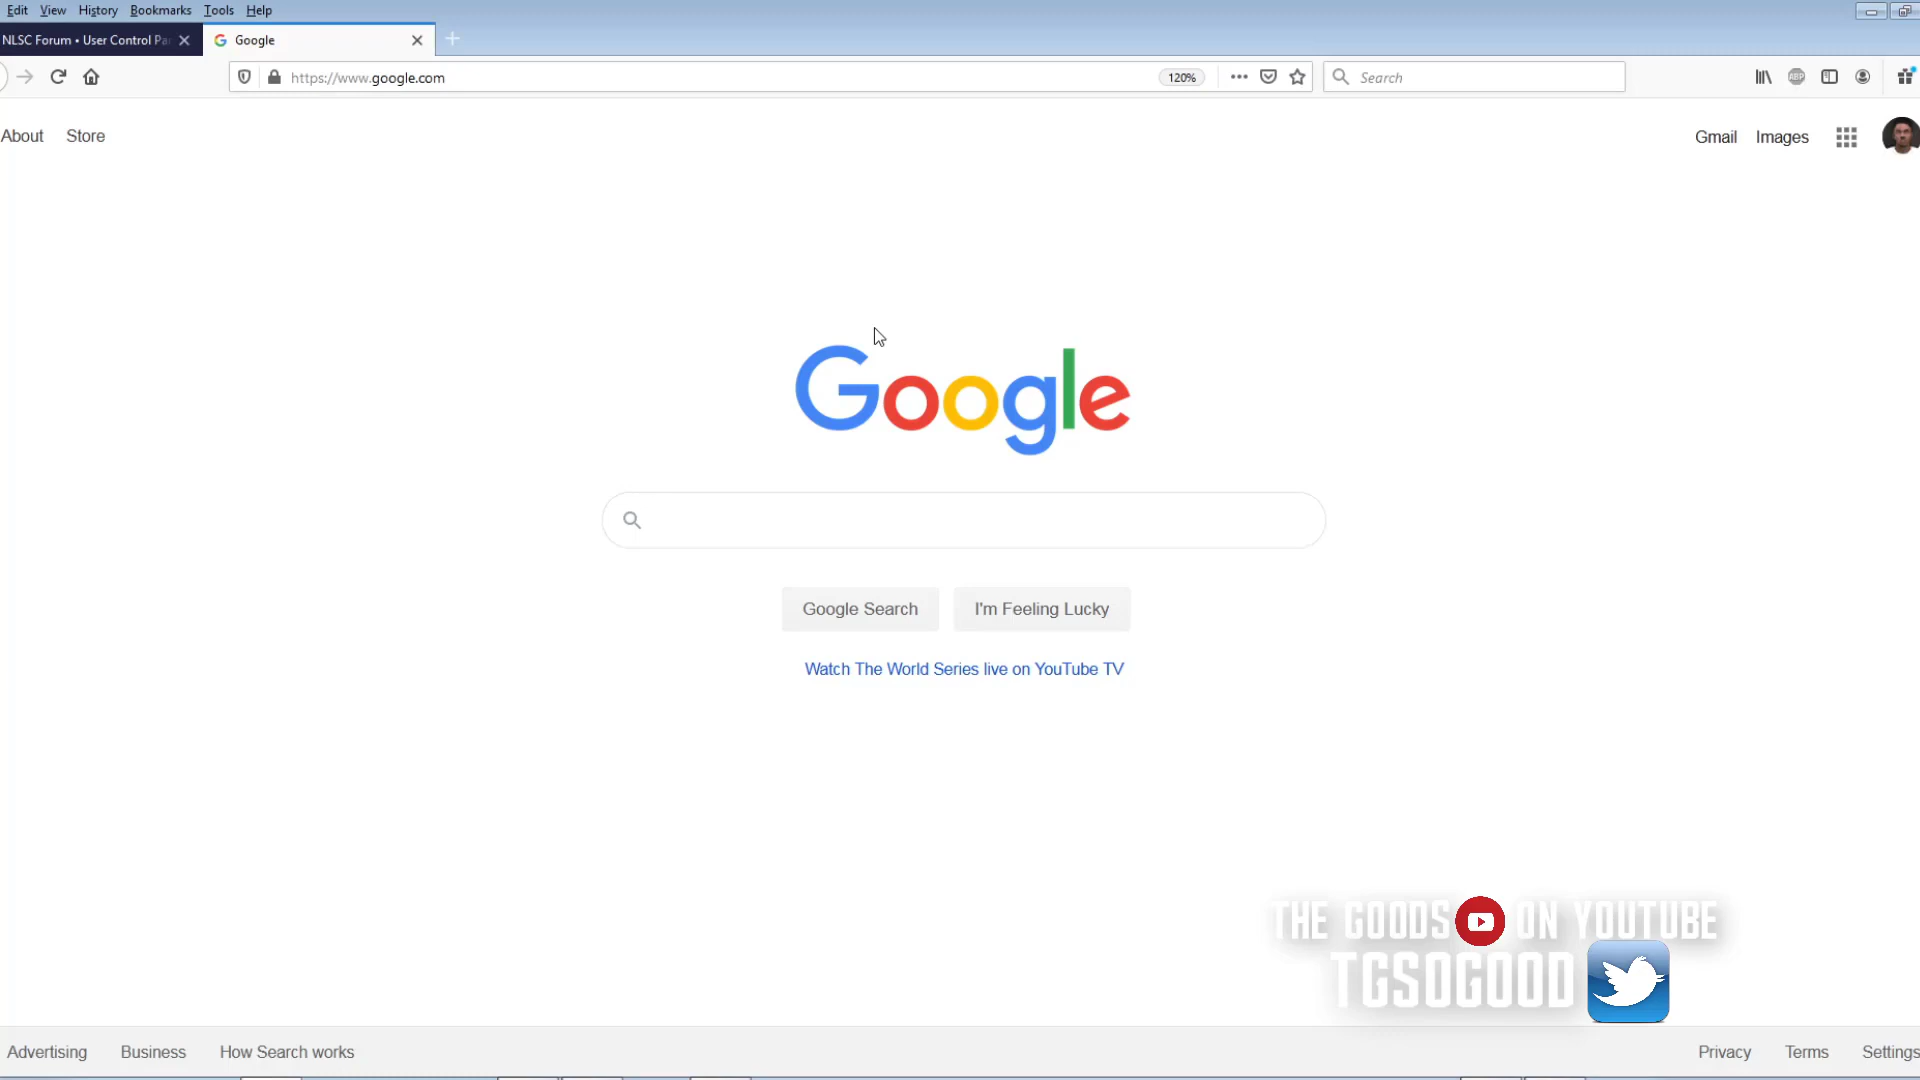 Edit View History Bookmarks Tools Help
NLSC Forum • User Control Pa
Google
https://www.google.com
120%
Search
ABP
About Store
Gmail Images
Google
Google Search I'm Feeling Lucky
Watch The World Series live on YouTube TV
THE GOODS ON YOUTUBE
TGSOGOOD
Advertising Business How Search works
Privacy Terms Settings